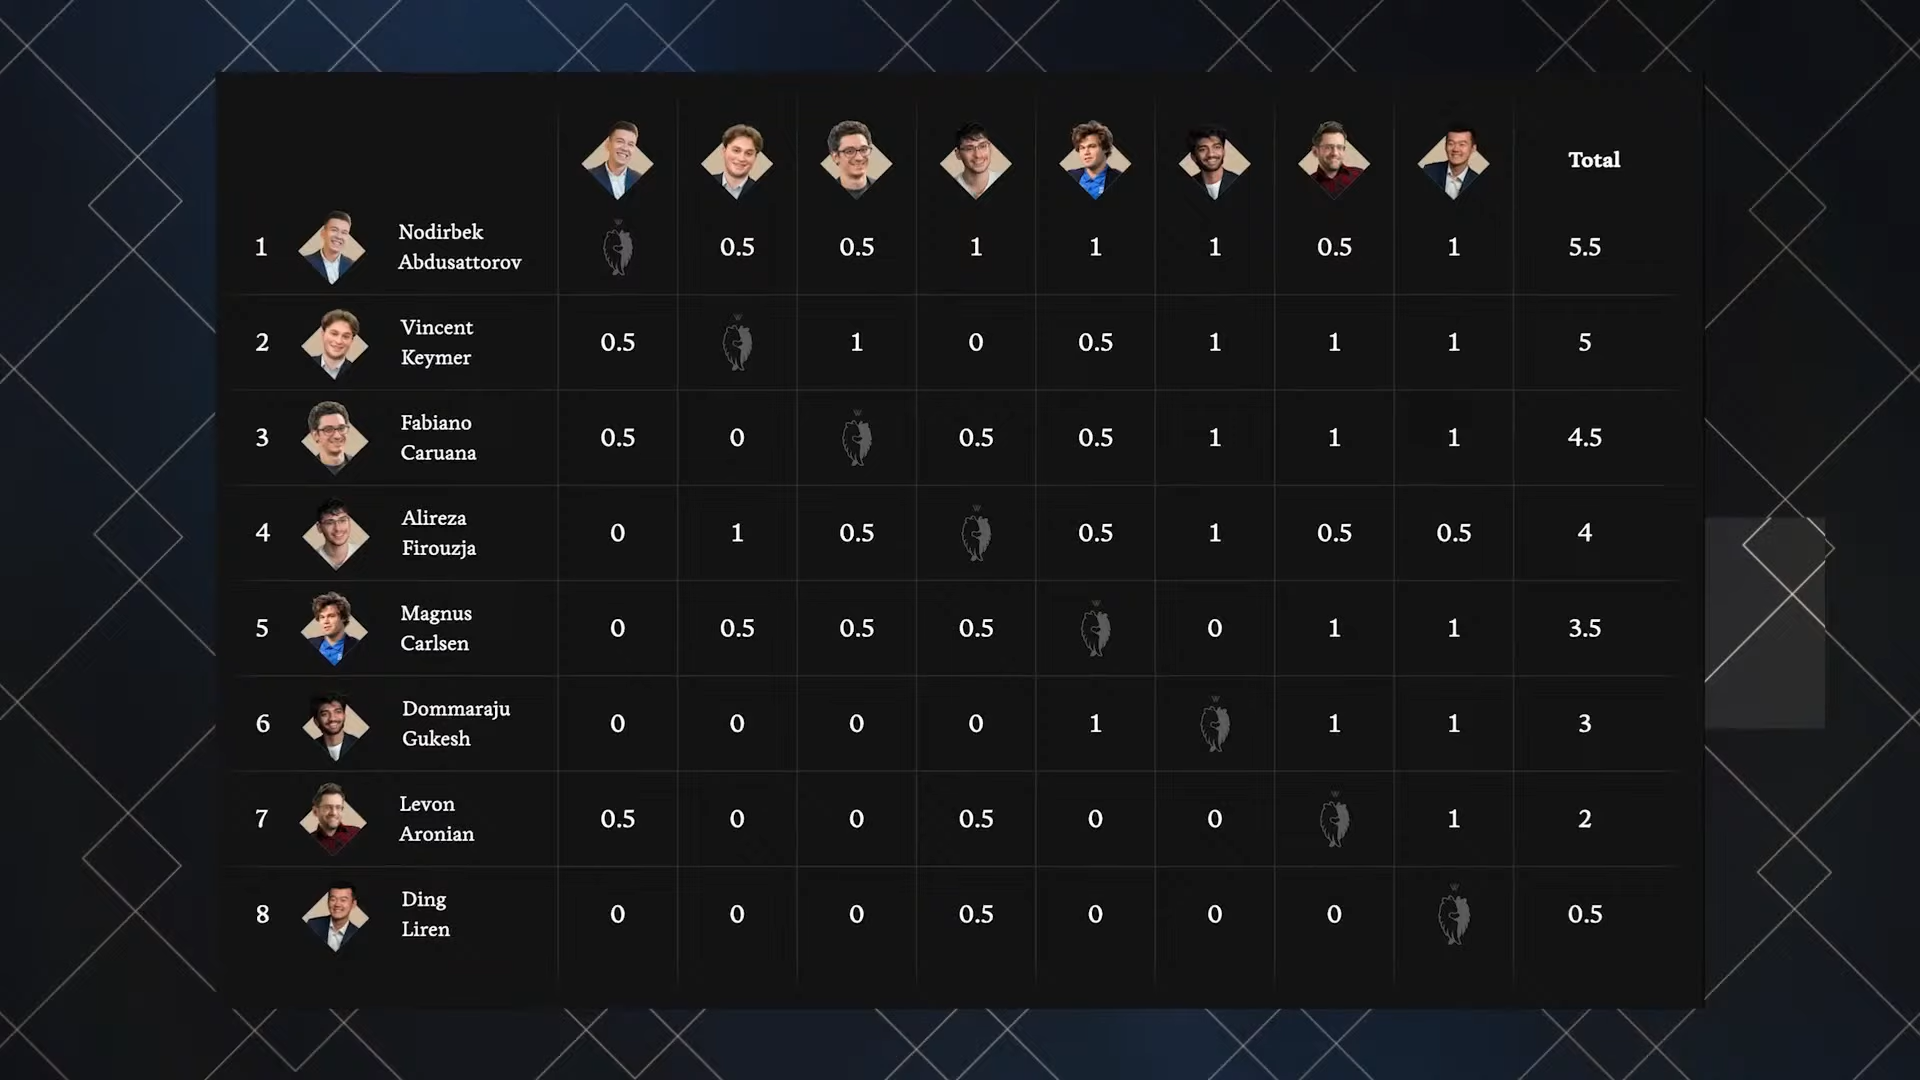 Total
1 Nodirbek Abdusattorov 0.5 0.5 1 1 1 0.5 1 5.5
2 Vincent Keymer 0.5 1 0 0.5 1 1 1 5
3 Fabiano Caruana 0.5 0 0.5 0.5 1 1 1 4.5
4 Alireza Firouzja 0 1 0.5 0.5 1 0.5 0.5 4
5 Magnus Carlsen 0 0.5 0.5 0.5 0 1 1 3.5
6 Dommaraju Gukesh 0 0 0 0 1 1 1 3
7 Levon Aronian 0.5 0 0 0.5 0 0 1 2
8 Ding Liren 0 0 0 0.5 0 0 0 0.5